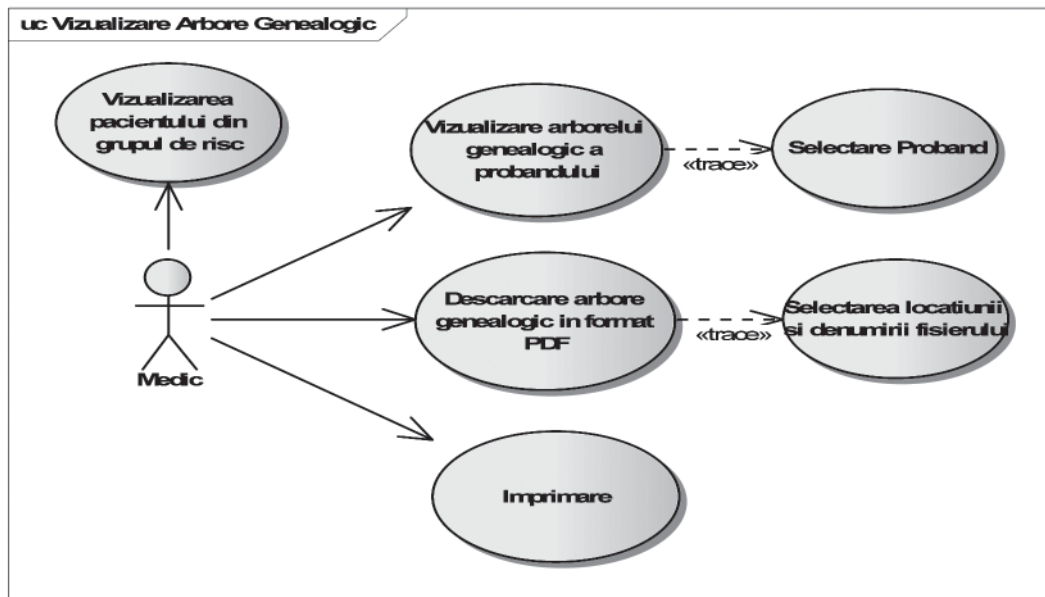 uc Vizualizare Arbore Genealogic
Vizualizarea
pacientului din
grupul de risc
Vizualizare arborelui
genealogic a
probandului
«trace»
Selectare Proband
Medic
Descarcare arbore
genealogic in format
PDF
«trace»
Selectarea locatiunii
si denumirii fisierului
Imprimare